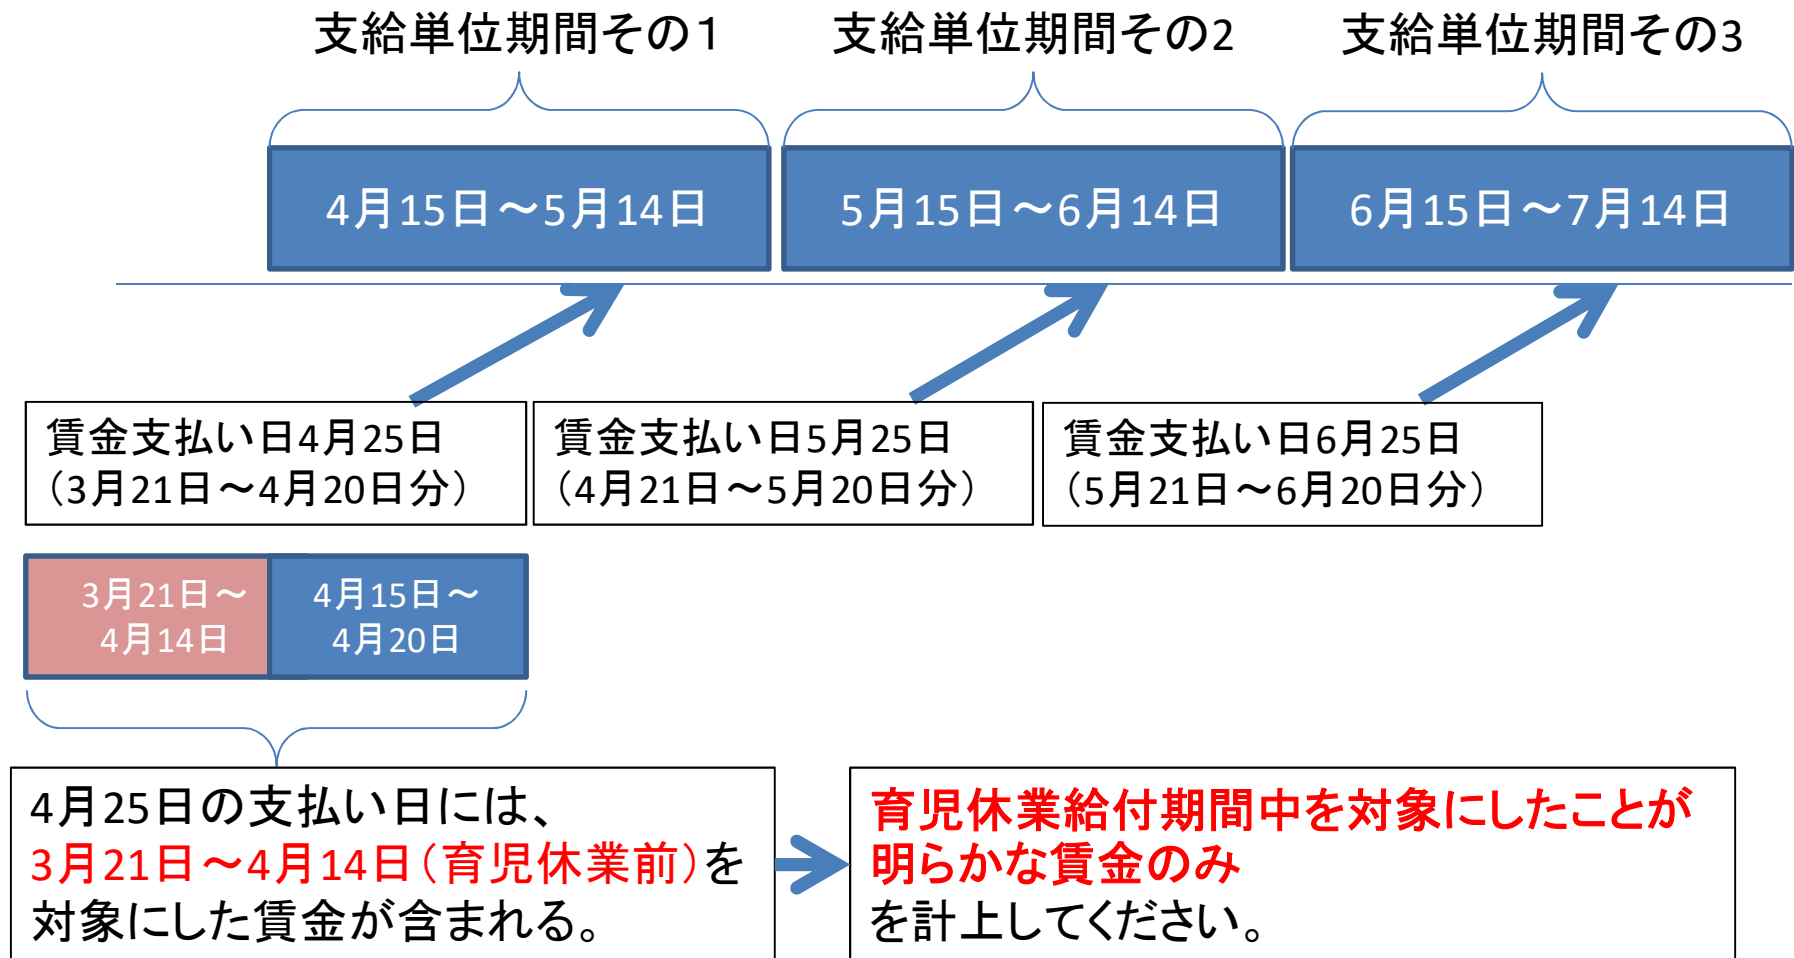 支給単位期間その１
支給単位期間その2
支給単位期間その3
4月15日～5月14日
5月15日～6月14日
6月15日～7月14日
賃金支払い日4月25日
（3月21日～4月20日分）
賃金支払い日5月25日
（4月21日～5月20日分）
賃金支払い日6月25日
（5月21日～6月20日分）
3月21日～
4月14日
4月15日～
4月20日
4月25日の支払い日には、
3月21日～4月14日（育児休業前）を
対象にした賃金が含まれる。
育児休業給付期間中を対象にしたことが
明らかな賃金のみ
を計上してください。